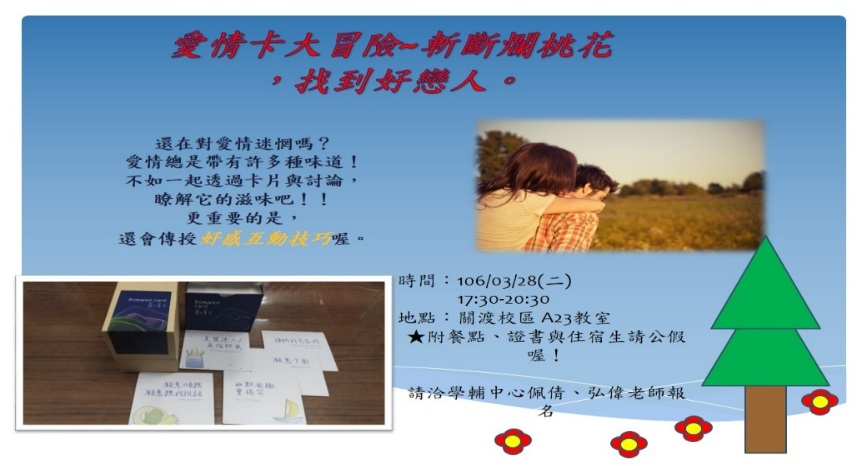 愛情卡大冒險~斬斷爛桃花
，找到好戀人。
還在對愛情迷惘嗎？
愛情總是帶有許多種味道！
不如一起透過卡片與討論，
瞭解它的滋味吧！！
更重要的是，
還會傳授好感互動技巧喔。
時間：106/03/28(二)
17:30-20:30
地點：關渡校區 A23教室
★附餐點、證書與住宿生請公假
喔！
請洽學輔中心佩倩、弘偉老師報
名
Romance Card
Romance
Card